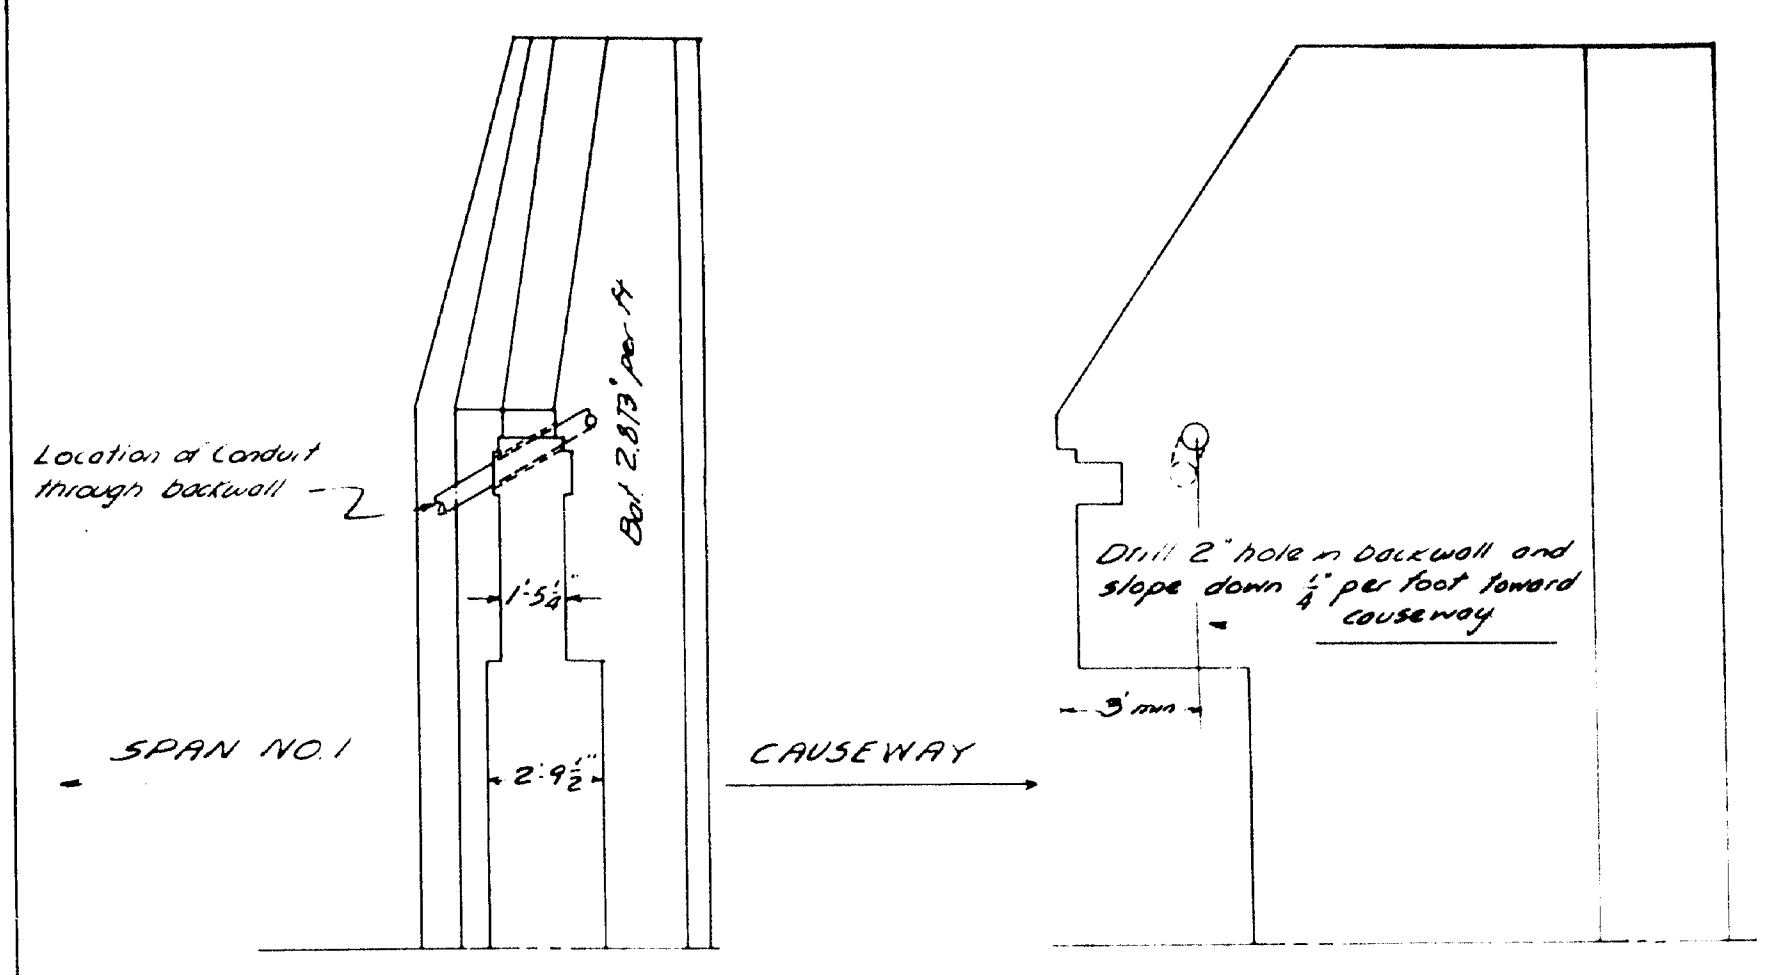 Location of Conduit
through backwall
Bat. 2.873" per ft
1'-5¼"
SPAN NO. 1
2'-9½"
CAUSEWAY
Drill 2" hole in backwall and
slope down ¼" per foot toward
causeway
3' min